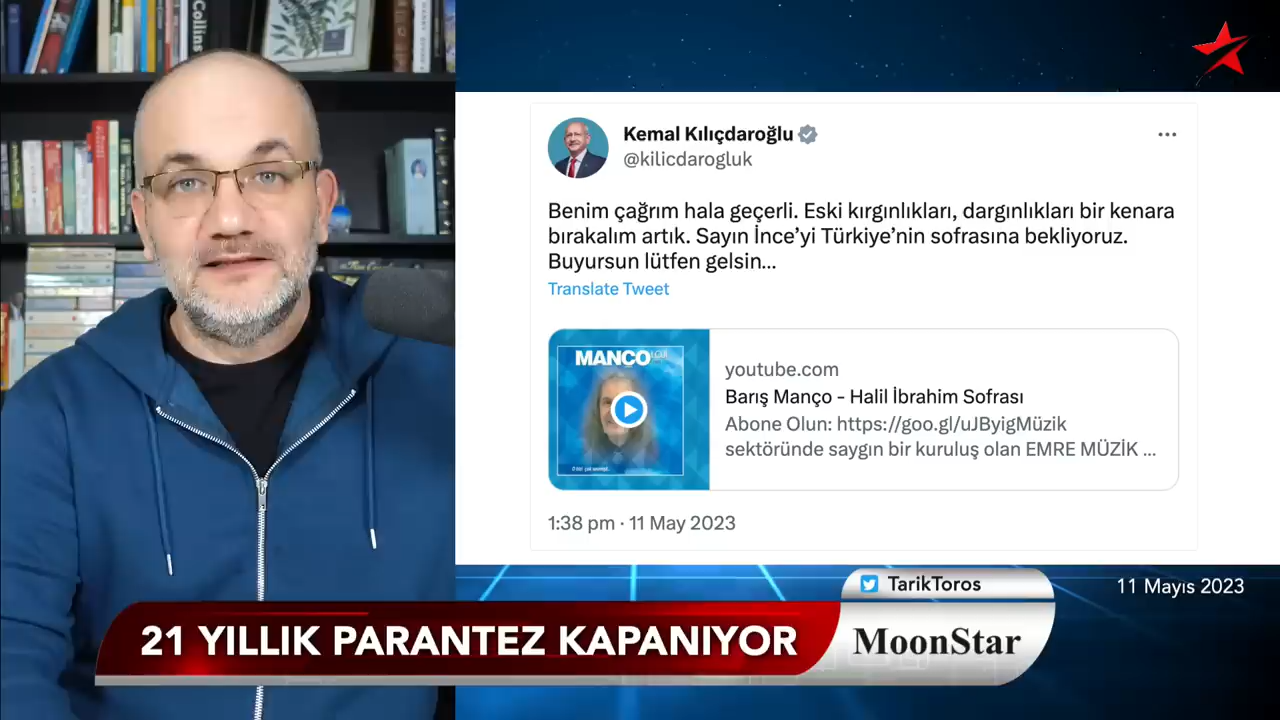 Collins
Kemal Kılıçdaroğlu
@kilicdarogluk
Benim çağrım hala geçerli. Eski kırgınlıkları, dargınlıkları bir kenara
bırakalım artık. Sayın İnce’yi Türkiye’nin sofrasına bekliyoruz.
Buyursun lütfen gelsin...
Translate Tweet
MANÇO
youtube.com
Barış Manço - Halil İbrahim Sofrası
Abone Olun: https://goo.gl/uJByigMüzik
sektöründe saygın bir kuruluş olan EMRE MÜZİK ...
1:38 pm · 11 May 2023
TarikToros
11 Mayıs 2023
21 YILLIK PARANTEZ KAPANIYOR
MoonStar